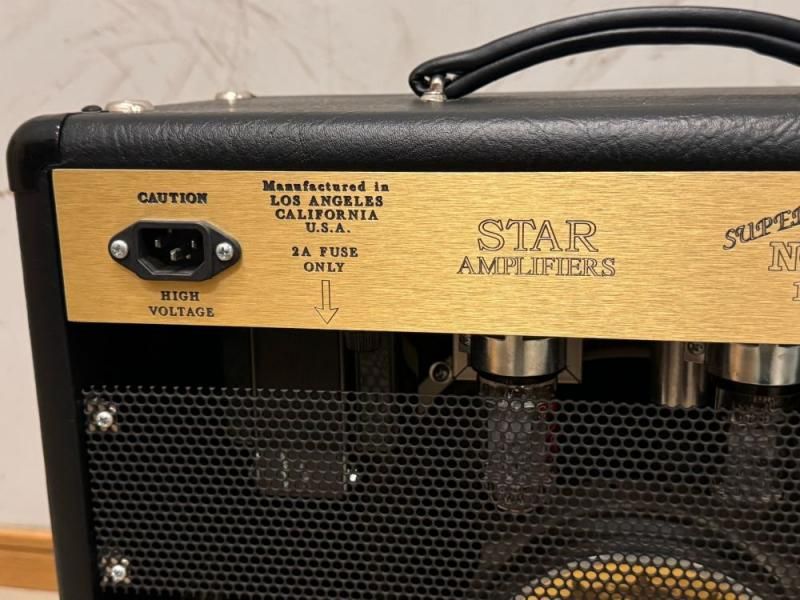 CAUTION
HIGH
VOLTAGE
Manufactured in
LOS ANGELES
CALIFORNIA
U.S.A.
2A FUSE
ONLY
STAR
AMPLIFIERS